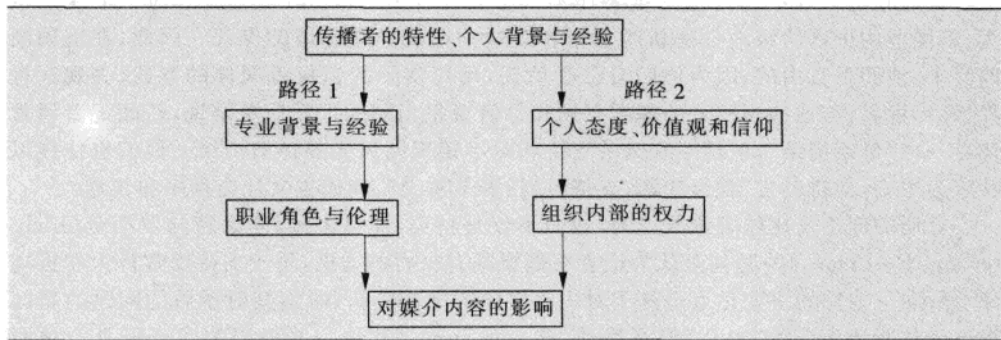 传播者的特性、个人背景与经验
路径 1
路径 2
专业背景与经验
个人态度、价值观和信仰
职业角色与伦理
组织内部的权力
对媒介内容的影响